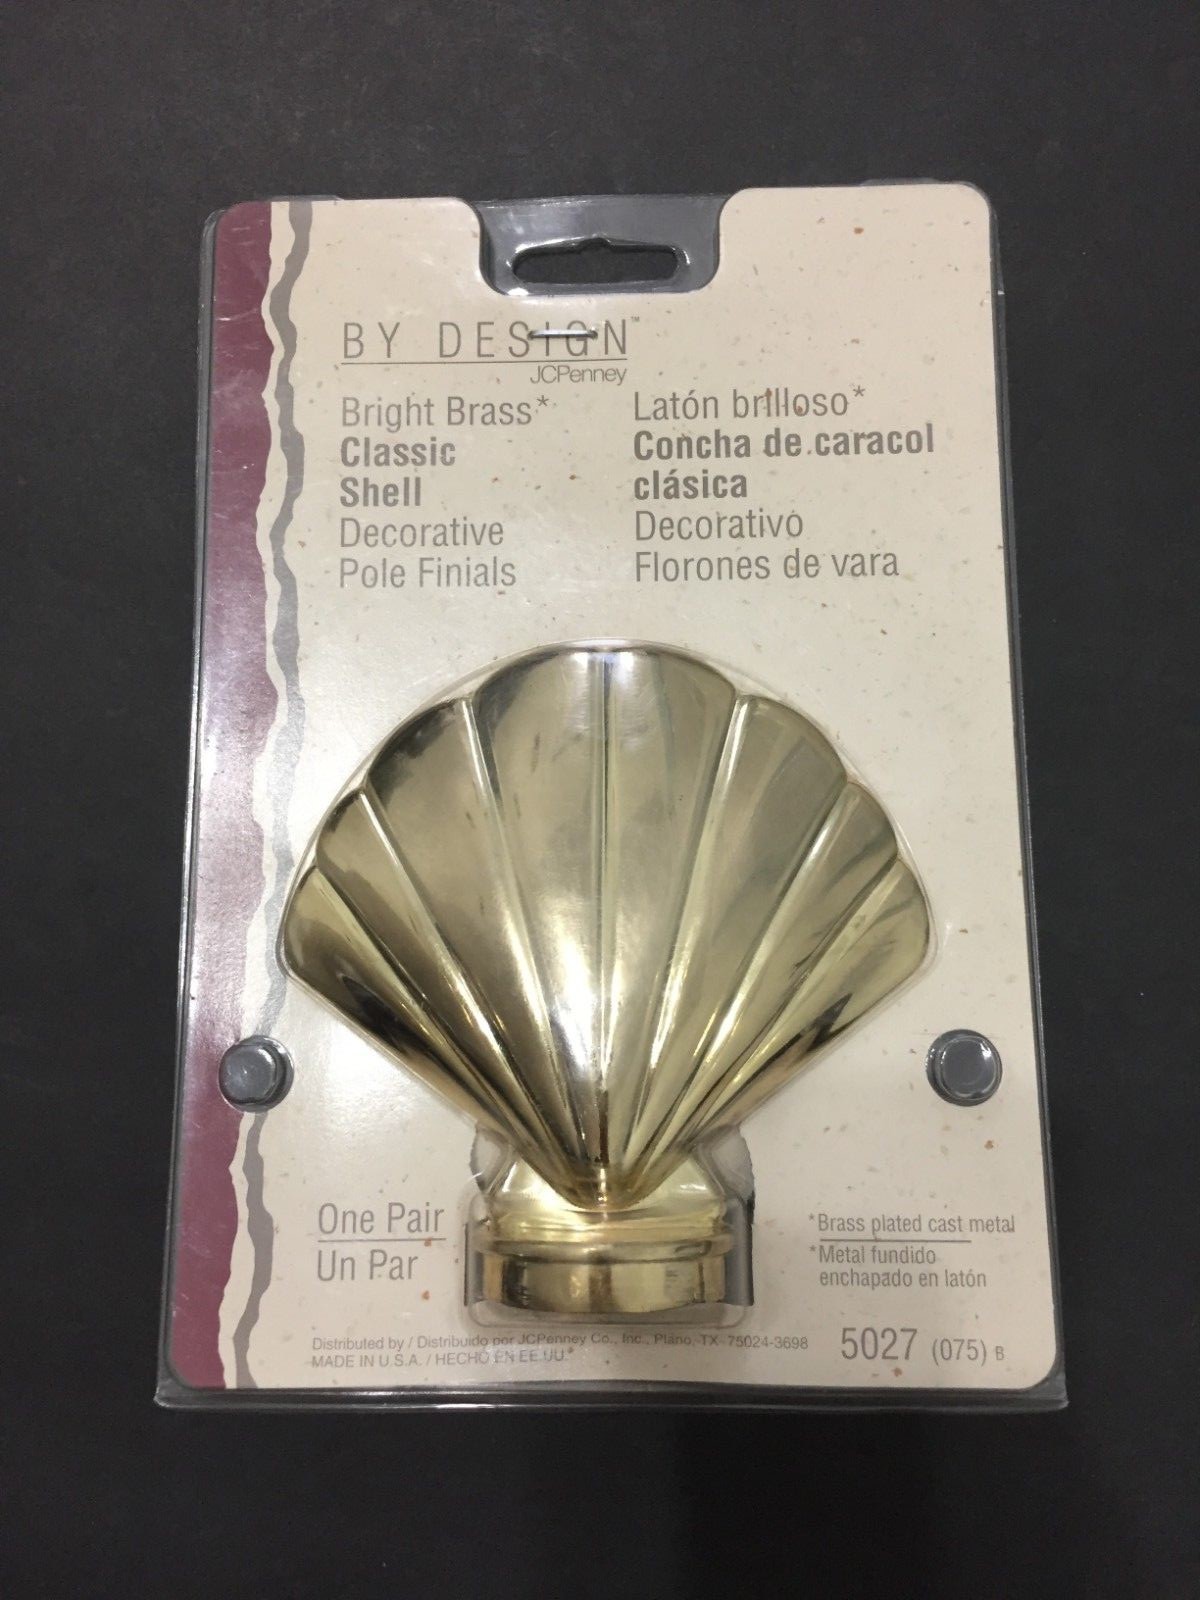 BY DESIGN™
JCPenney
Bright Brass*
Classic
Shell
Decorative
Pole Finials
Latón brilloso*
Concha de caracol
clásica
Decorativo
Florones de vara
One Pair
Un Par
*Brass plated cast metal
*Metal fundido
enchapado en latón
Distributed by / Distribuido por JCPenney Co., Inc., Plano, TX 75024-3698
MADE IN U.S.A. / HECHO EN EE.UU.
5027 (075) B